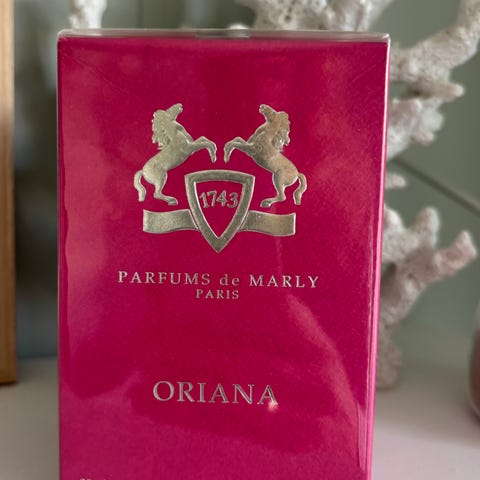 1743
PARFUMS de MARLY
PARIS
ORIANA